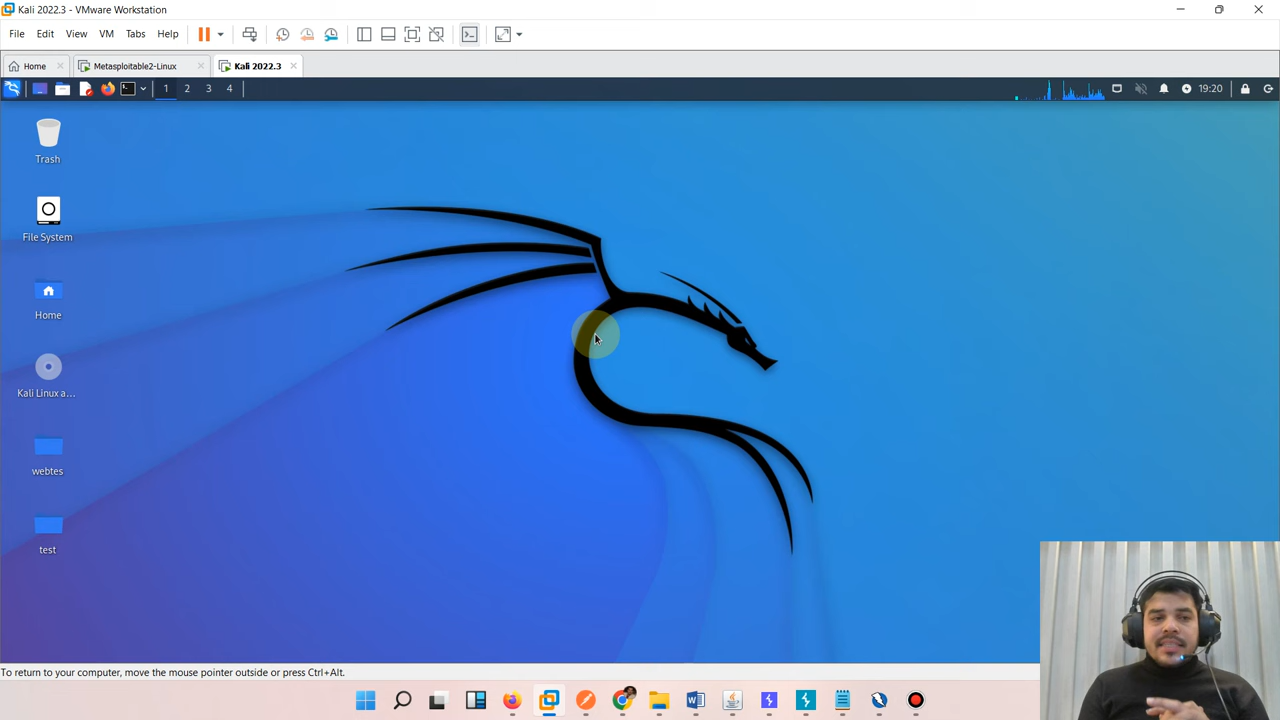 Kali 2022.3 - VMware Workstation
File Edit View VM Tabs Help
Home Metasploitable2-Linux Kali 2022.3
1 2 3 4 19:20
Trash
File System
Home
Kali Linux a...
webtes
test
To return to your computer, move the mouse pointer outside or press Ctrl+Alt.